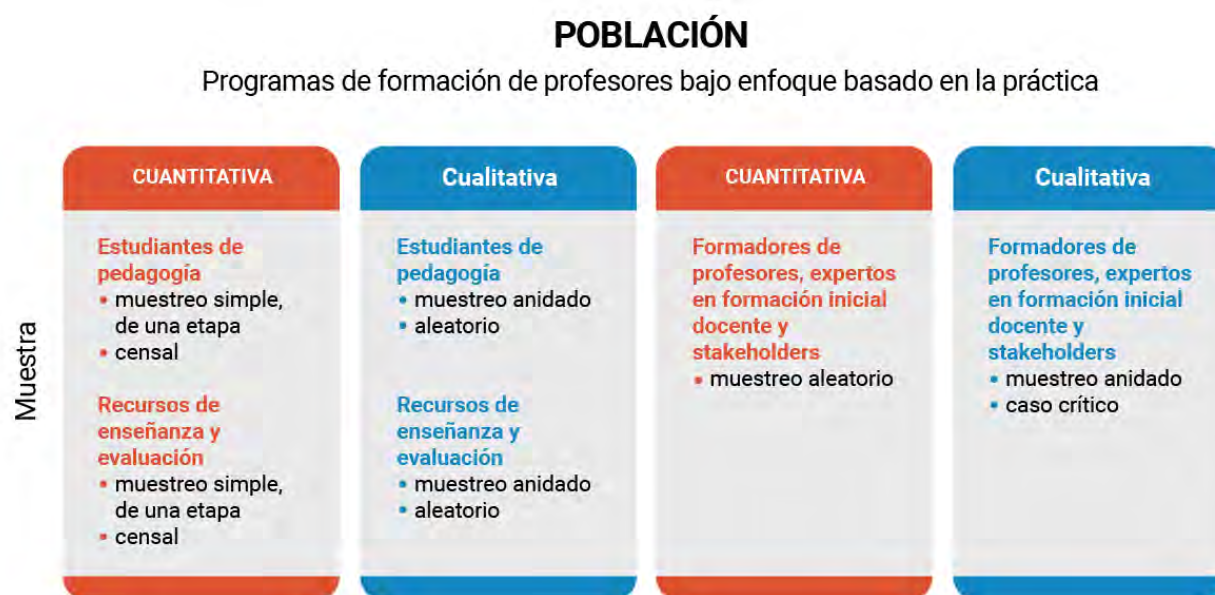 POBLACIÓN
Programas de formación de profesores bajo enfoque basado en la práctica
Muestra
CUANTITATIVA
Estudiantes de
pedagogía
• muestreo simple,
de una etapa
• censal
Recursos de
enseñanza y
evaluación
• muestreo simple,
de una etapa
• censal
Cualitativa
Estudiantes de
pedagogía
• muestreo anidado
• aleatorio
Recursos de
enseñanza y
evaluación
• muestreo anidado
• aleatorio
CUANTITATIVA
Formadores de
profesores, expertos
en formación inicial
docente y
stakeholders
• muestreo aleatorio
Cualitativa
Formadores de
profesores, expertos
en formación inicial
docente y
stakeholders
• muestreo anidado
• caso crítico